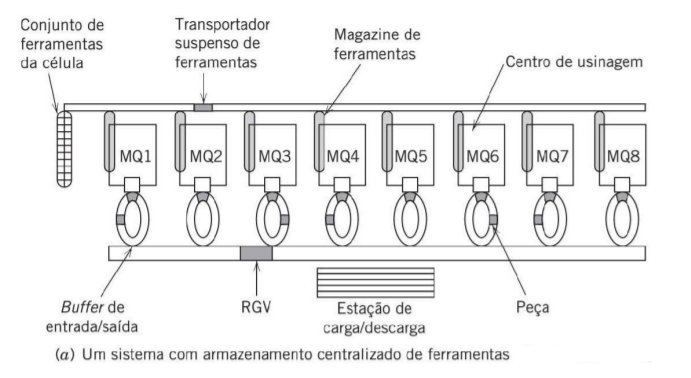 Conjunto de
ferramentas
da célula
Transportador
suspenso de
ferramentas
Magazine de
ferramentas
Centro de usinagem
MQ1
MQ2
MQ3
MQ4
MQ5
MQ6
MQ7
MQ8
Buffer de
entrada/saída
RGV
Estação de
carga/descarga
Peça
(a) Um sistema com armazenamento centralizado de ferramentas